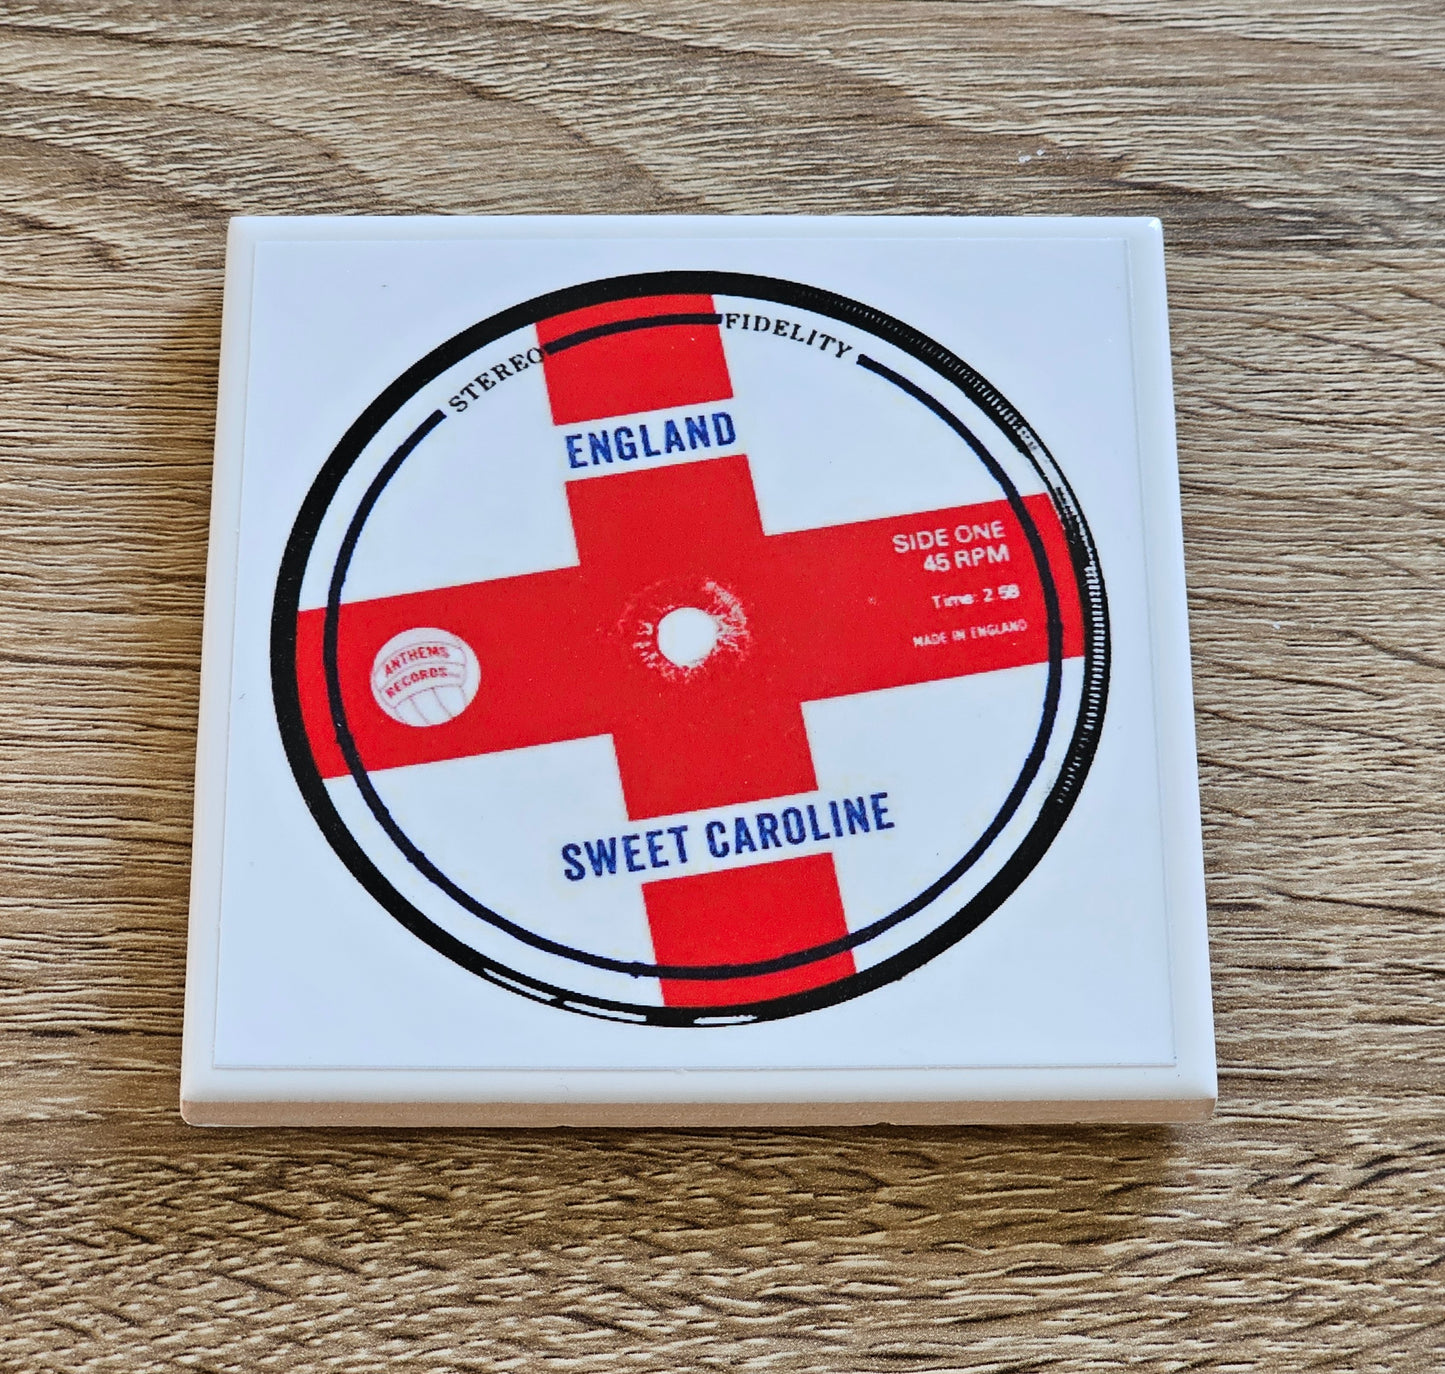 STEREO FIDELITY
ENGLAND
SIDE ONE
45 RPM
Time: 2.58
MADE IN ENGLAND
ANTHEMS
RECORDS
SWEET CAROLINE